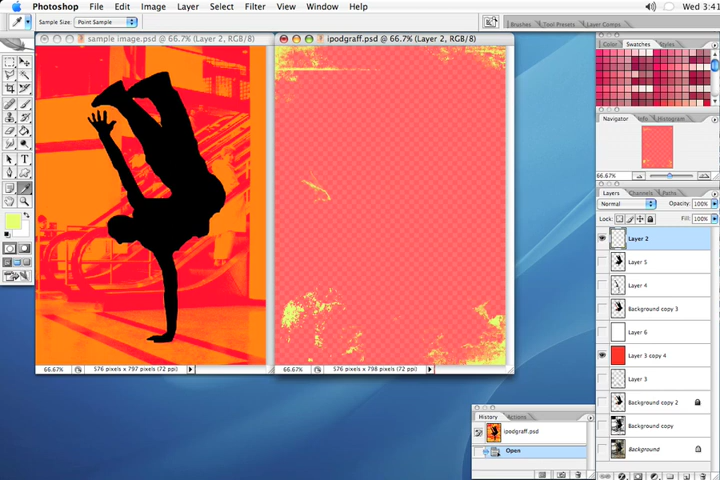 Photoshop File Edit Image Layer Select Filter View Window Help Wed 3:41
Sample Size: Point Sample Brushes Tool Presets Layer Comps
sample image.psd @ 66.7% (Layer 2, RGB/8)
ipodgraff.psd @ 66.7% (Layer 2, RGB/8)
Color Swatches Styles
Navigator Info Histogram
66.67%
Layers Channels Paths
Normal Opacity: 100%
Lock: Fill: 100%
Layer 2
Layer 5
Layer 4
Background copy 3
Layer 6
Layer 3 copy 4
Layer 3
Background copy 2
Background copy
Background
66.67% 576 pixels x 797 pixels (72 ppi)
66.67% 576 pixels x 798 pixels (72 ppi)
History Actions
ipodgraff.psd
Open